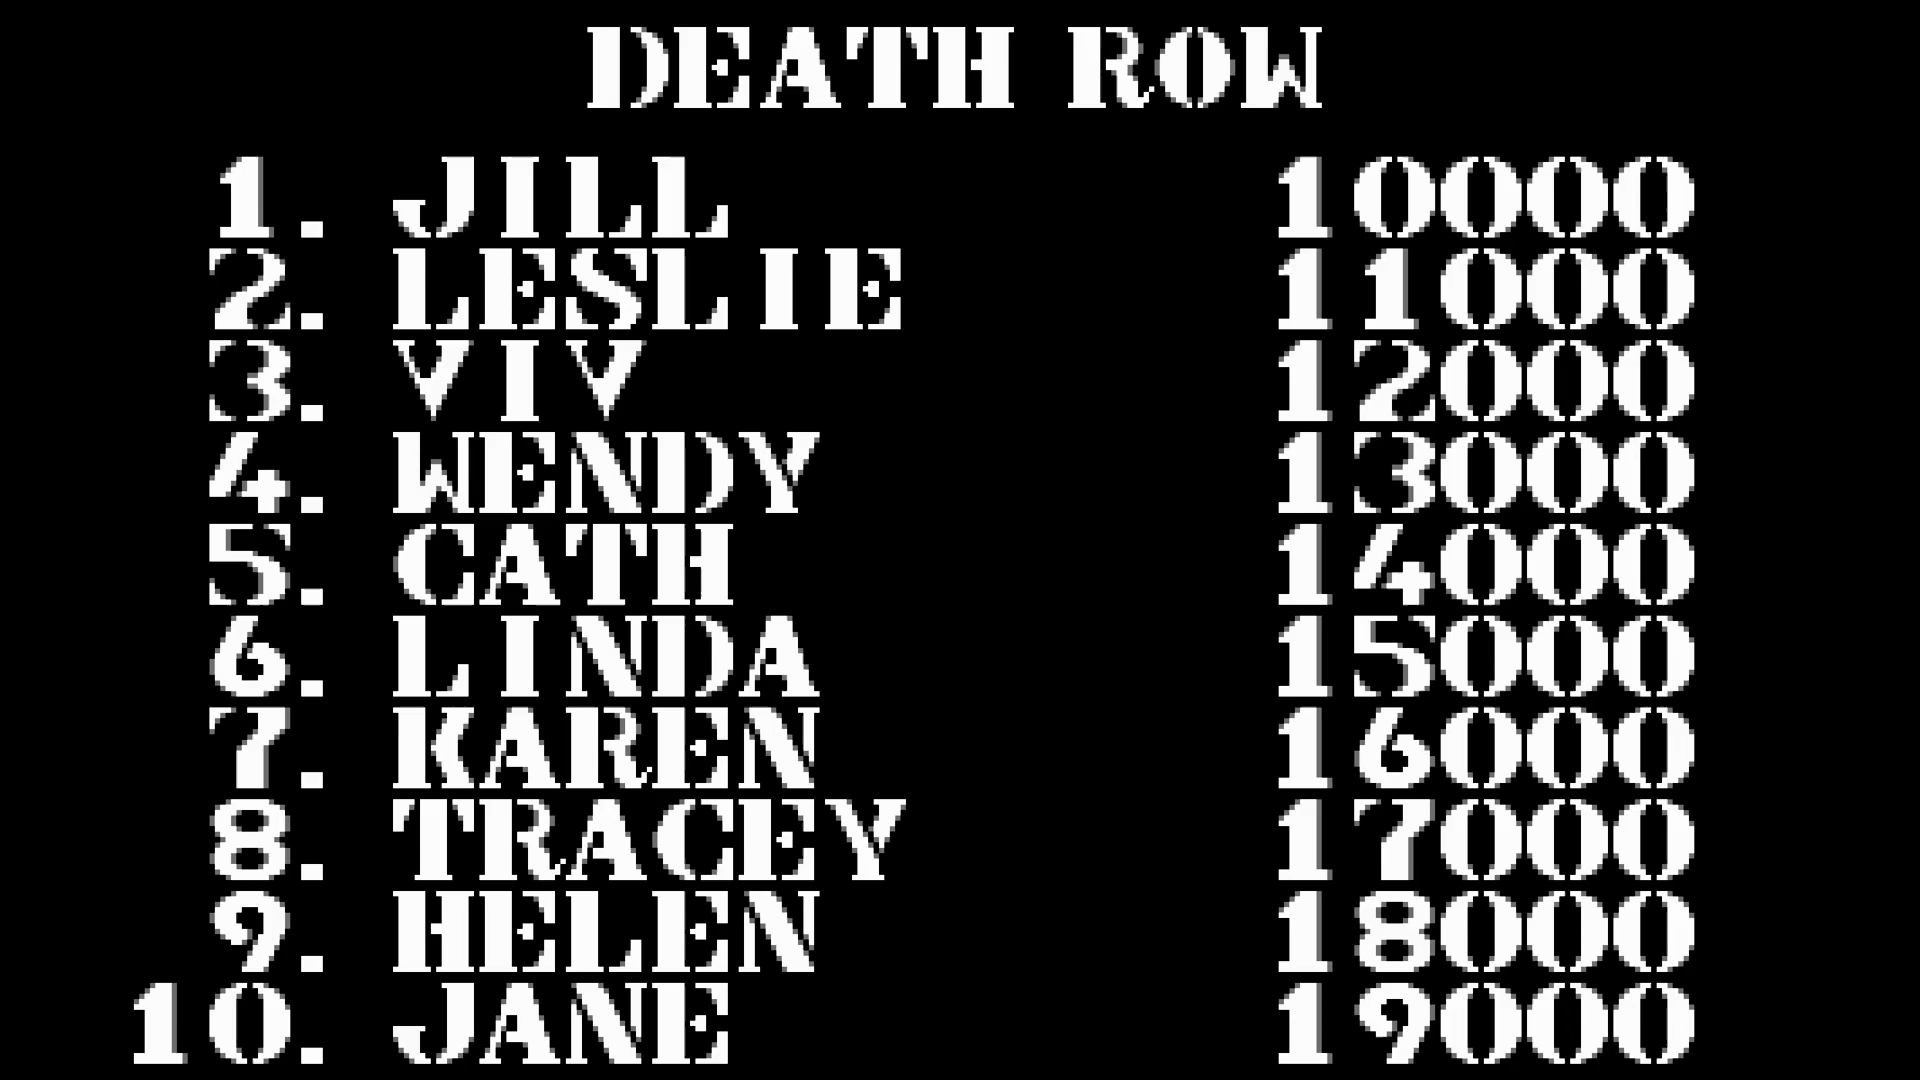 DEATH ROW
1. JILL 10000
2. LESLIE 11000
3. VIV 12000
4. WENDY 13000
5. CATH 14000
6. LINDA 15000
7. KAREN 16000
8. TRACEY 17000
9. HELEN 18000
10. JANE 19000